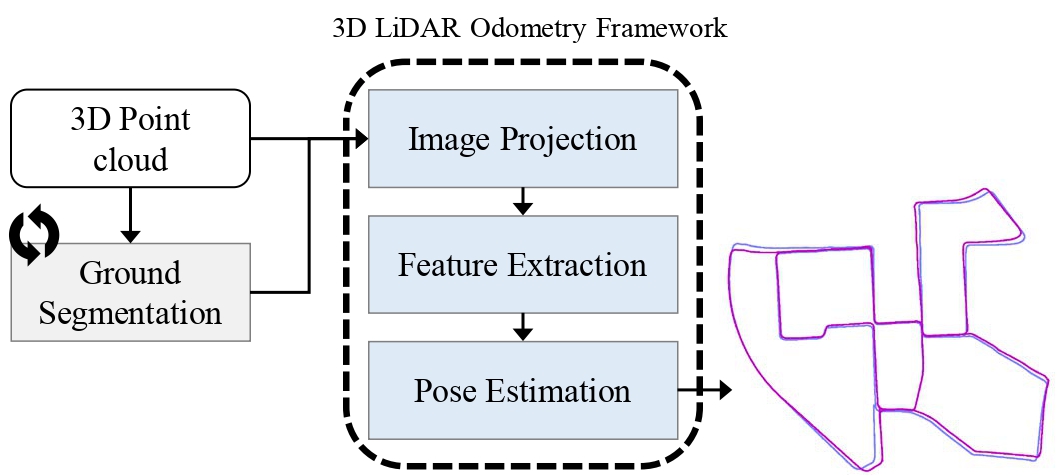 3D LiDAR Odometry Framework
3D Point
cloud
Ground
Segmentation
Image Projection
Feature Extraction
Pose Estimation